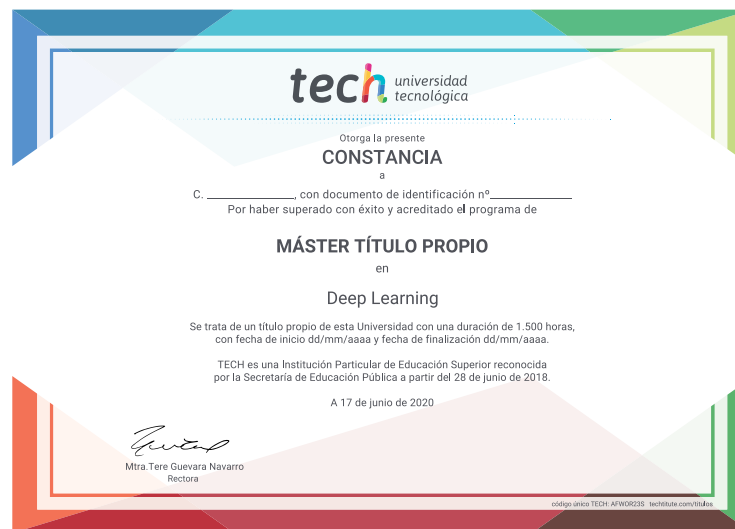 tech universidad
tecnológica
Otorga la presente
CONSTANCIA
a
C. ________________, con documento de identificación nº______________
Por haber superado con éxito y acreditado el programa de
MÁSTER TÍTULO PROPIO
en
Deep Learning
Se trata de un título propio de esta Universidad con una duración de 1.500 horas,
con fecha de inicio dd/mm/aaaa y fecha de finalización dd/mm/aaaa.
TECH es una Institución Particular de Educación Superior reconocida
por la Secretaría de Educación Pública a partir del 28 de junio de 2018.
A 17 de junio de 2020
Mtra.Tere Guevara Navarro
Rectora
código único TECH: AFWOR23S techtitute.com/títulos